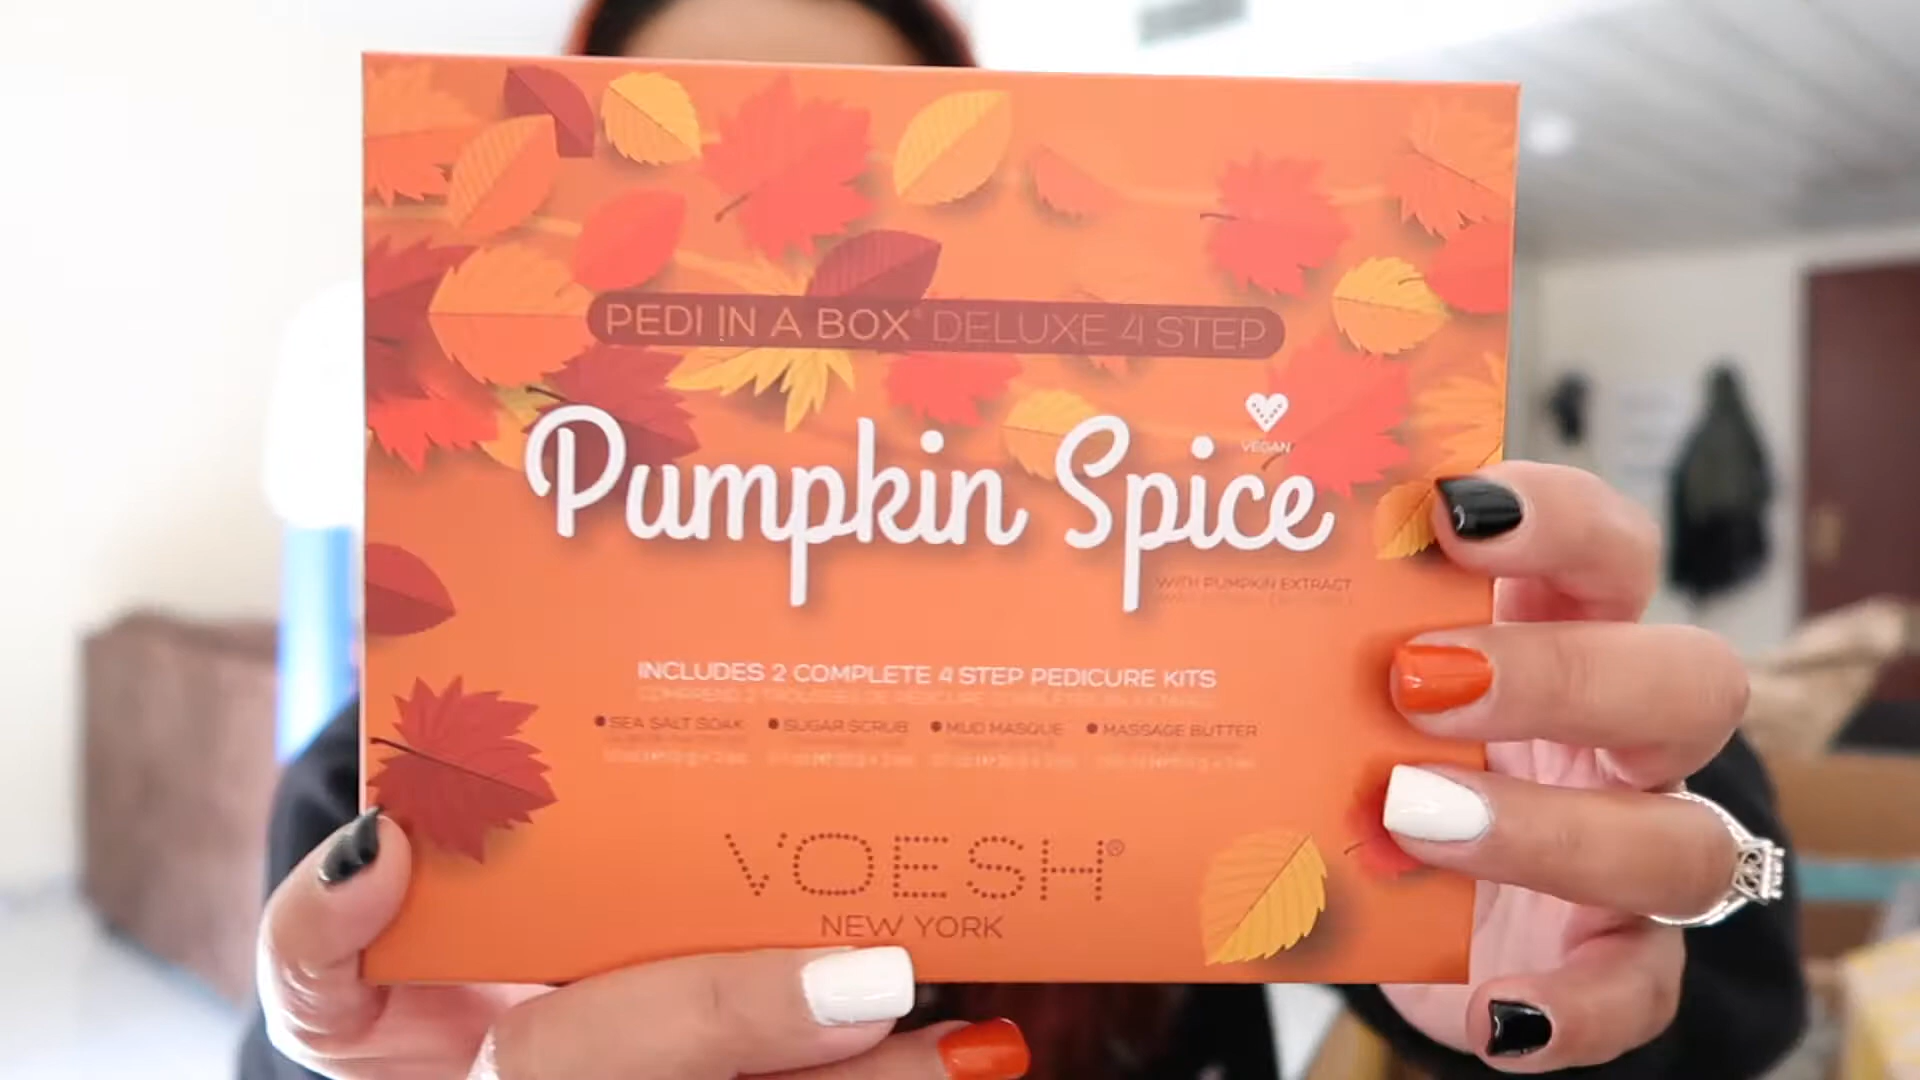 PEDI IN A BOX® DELUXE 4 STEP
VEGAN
Pumpkin Spice
WITH PUMPKIN EXTRACT
INCLUDES 2 COMPLETE 4 STEP PEDICURE KITS
• SEA SALT SOAK • SUGAR SCRUB • MUD MASQUE • MASSAGE BUTTER
VOESH®
NEW YORK